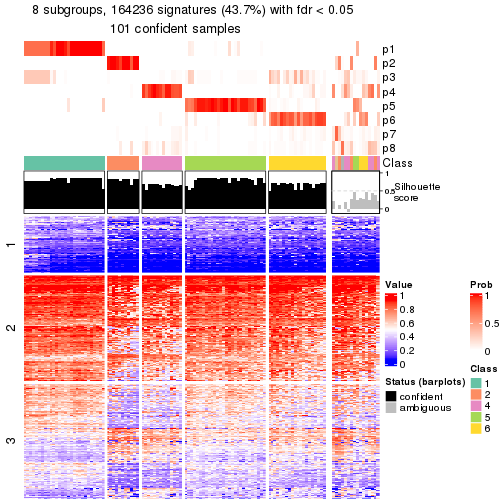 8 subgroups, 164236 signatures (43.7%) with fdr < 0.05
101 confident samples
p1
p2
p3
p4
p5
p6
p7
p8
Class
1
0.5
0
Silhouette
score
1
2
3
Value
1
0.8
0.6
0.4
0.2
0
Prob
1
0.5
0
Status (barplots)
confident
ambiguous
Class
1
2
4
5
6